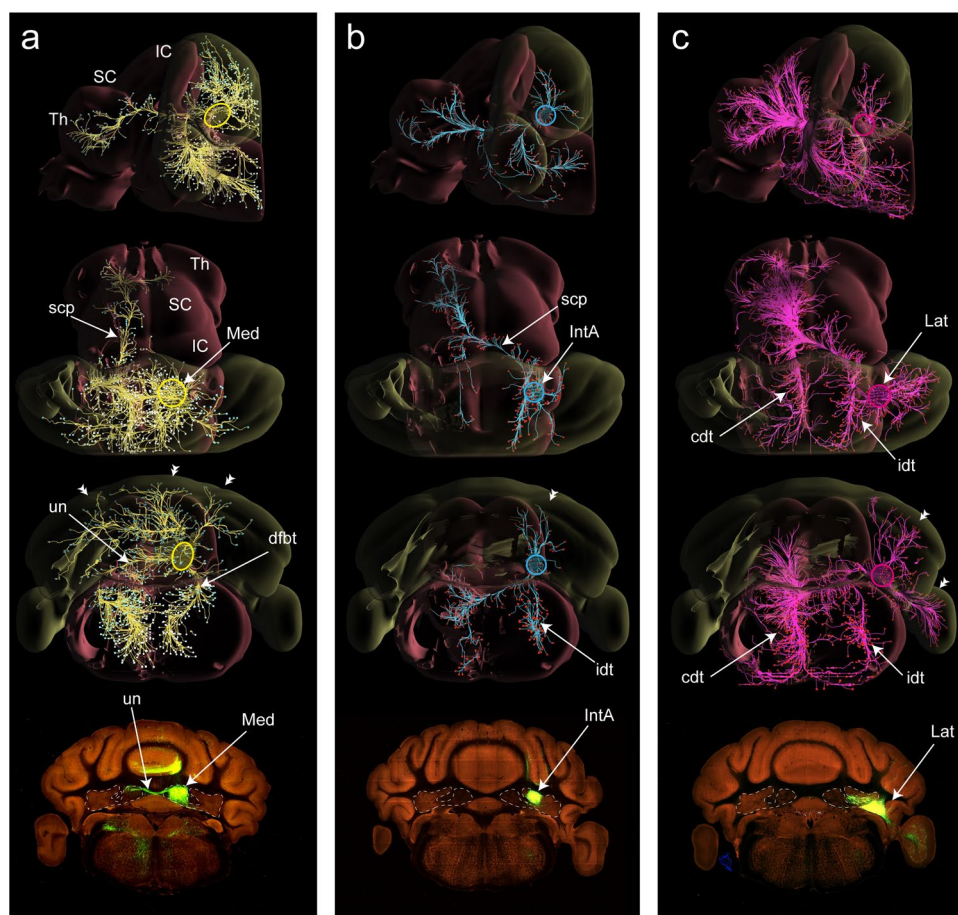 a
IC
SC
Th
Th
scp
SC
Med
IC
un
dfbt
un
Med
b
scp
IntA
idt
IntA
c
Lat
cdt
idt
cdt
idt
Lat